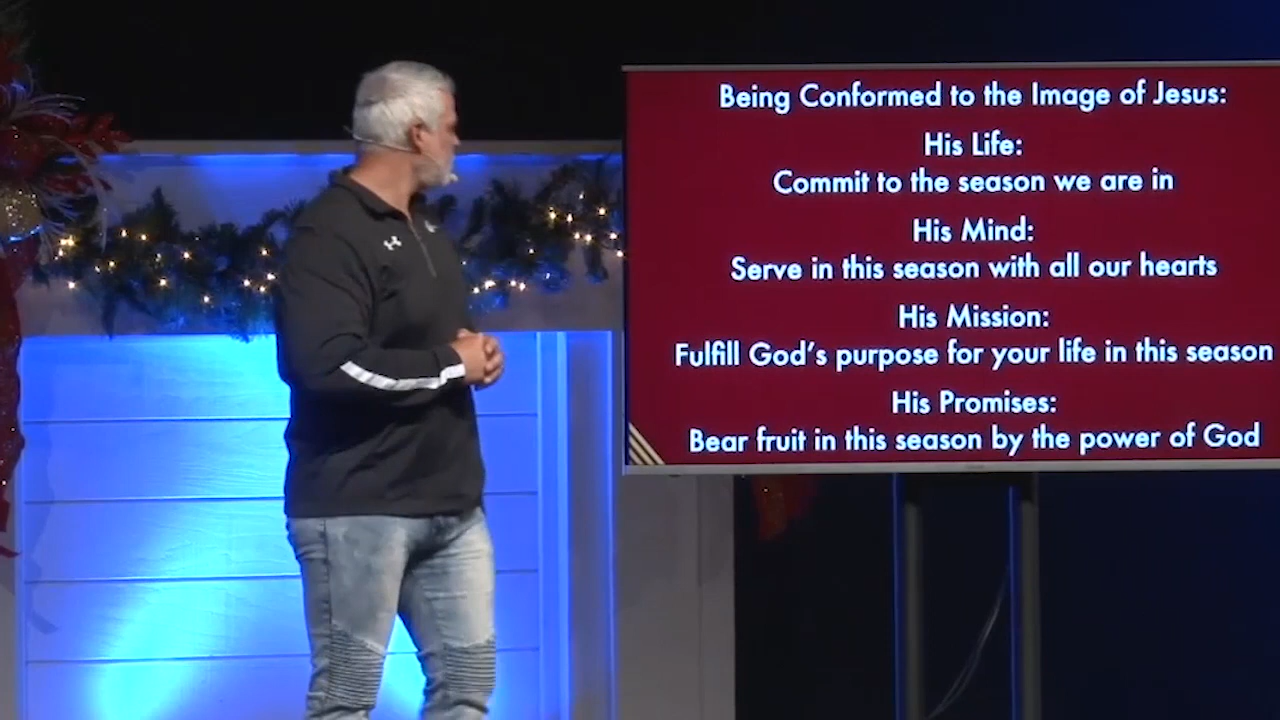 Being Conformed to the Image of Jesus:
His Life:
Commit to the season we are in
His Mind:
Serve in this season with all our hearts
His Mission:
Fulfill God's purpose for your life in this season
His Promises:
Bear fruit in this season by the power of God